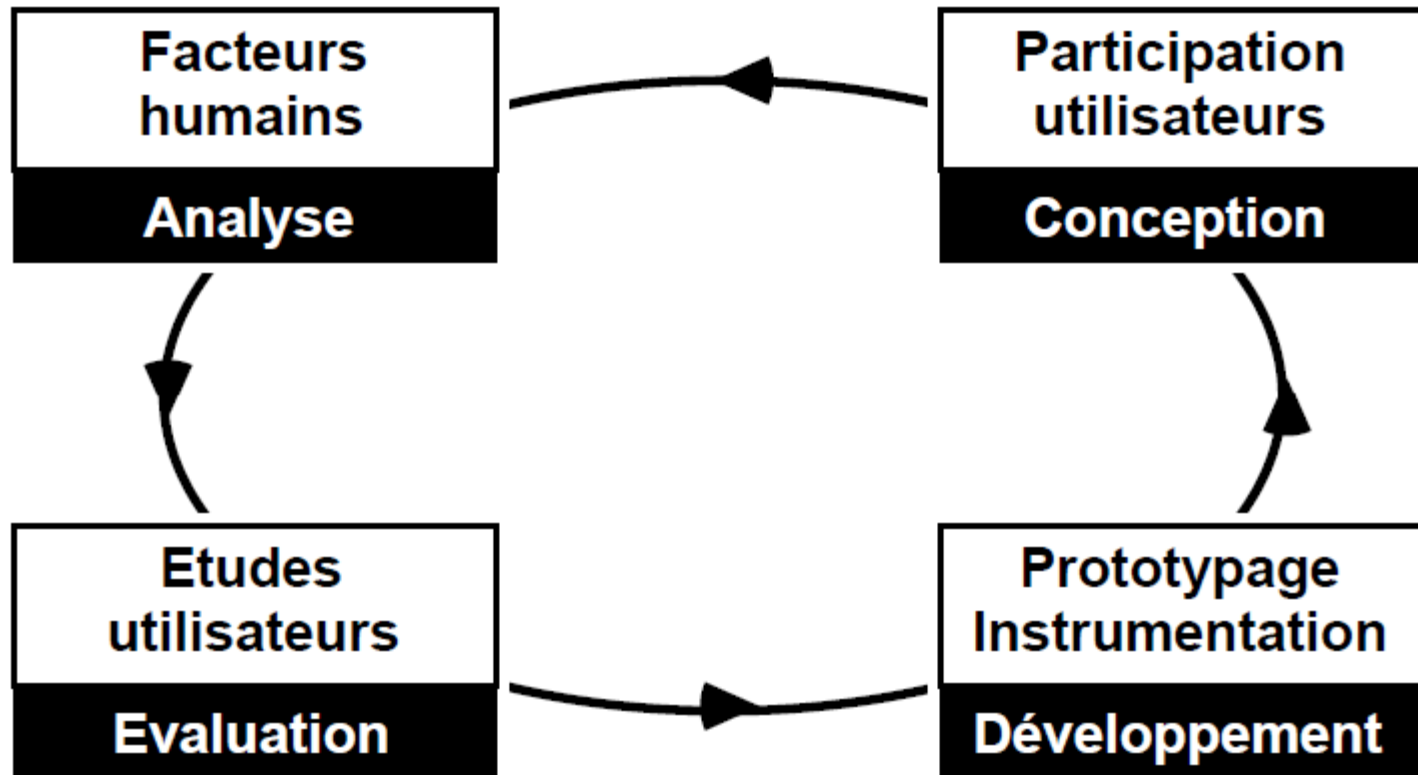 Facteurs
humains
Analyse
Participation
utilisateurs
Conception
Etudes
utilisateurs
Evaluation
Prototypage
Instrumentation
Développement